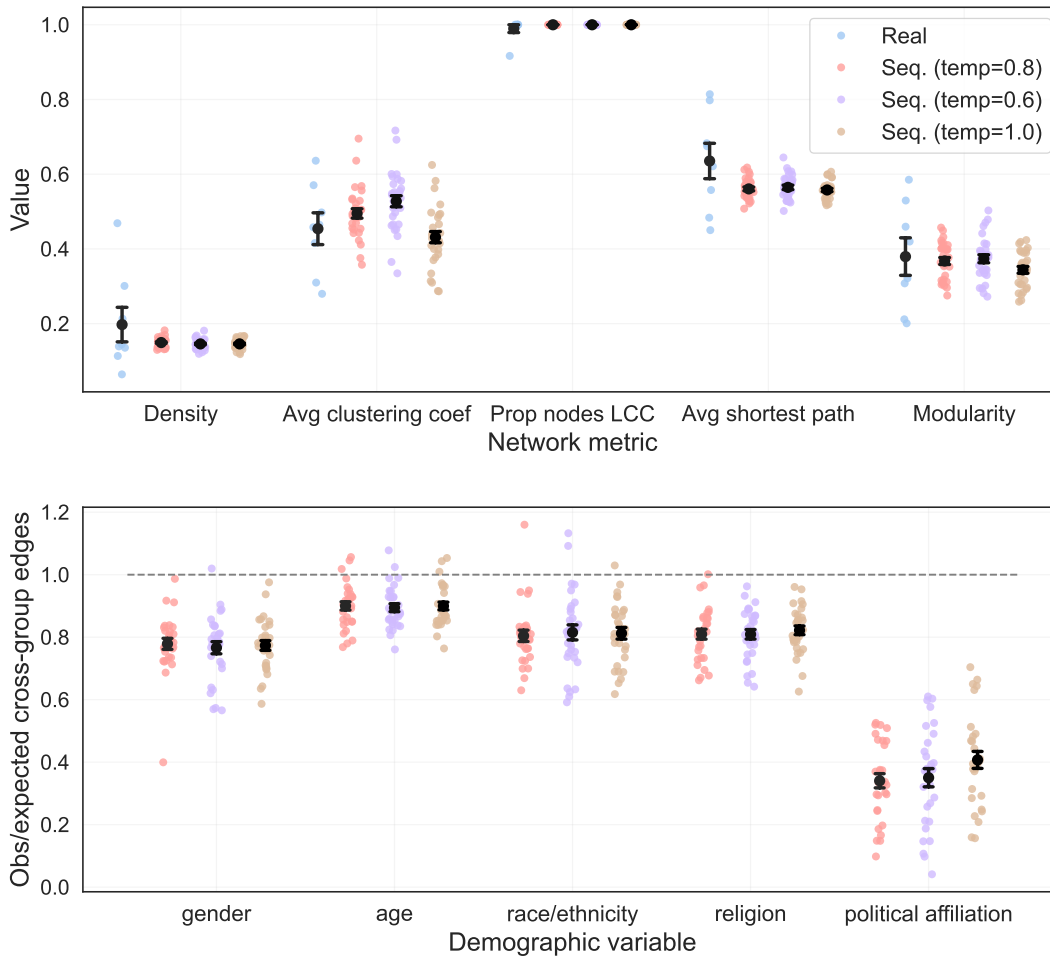 1.0
0.8
0.6
0.4
0.2
Value
Real
Seq. (temp=0.8)
Seq. (temp=0.6)
Seq. (temp=1.0)
Density
Avg clustering coef
Prop nodes LCC
Avg shortest path
Modularity
Network metric
1.2
1.0
0.8
0.6
0.4
0.2
0.0
Obs/expected cross-group edges
gender
age
race/ethnicity
religion
political affiliation
Demographic variable